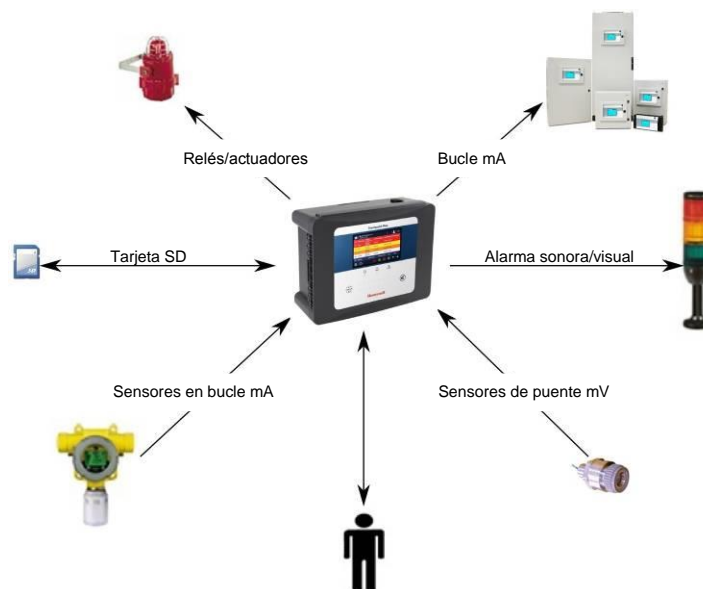 Relés/actuadores
Bucle mA
Tarjeta SD
Alarma sonora/visual
Honeywell
Sensores en bucle mA
Sensores de puente mV